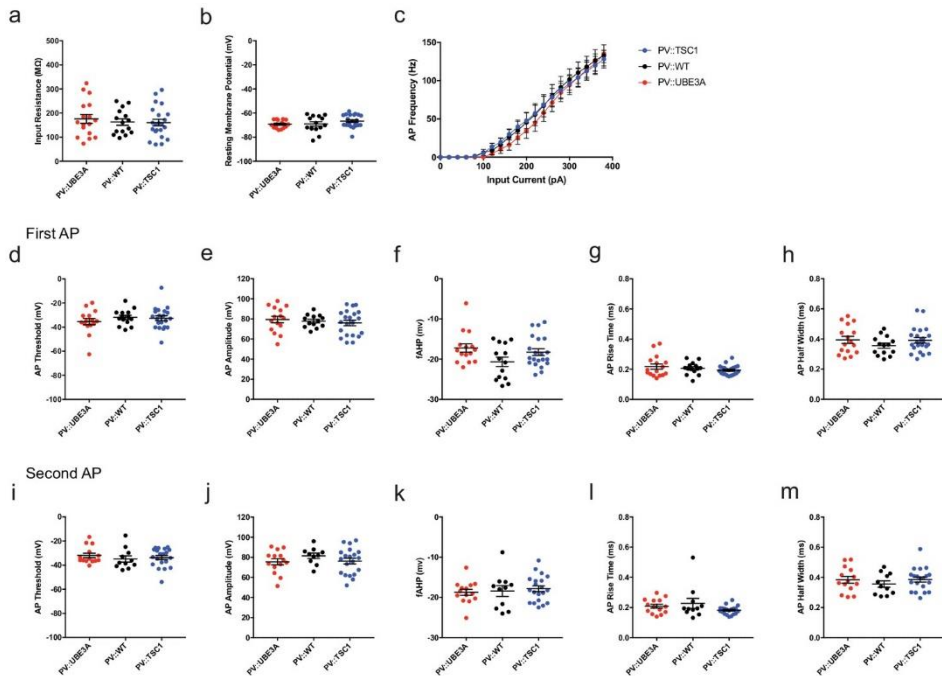 a
Input Resistance (MΩ)
500
400
300
200
100
0
PV::UBE3A
PV::WT
PV::TSC1
b
Resting Membrane Potential (mV)
0
-20
-40
-60
-80
-100
PV::UBE3A
PV::WT
PV::TSC1
c
AP Frequency (Hz)
150
100
50
0
0
100
200
300
400
Input Current (pA)
PV::TSC1
PV::WT
PV::UBE3A
First AP
d
AP Threshold (mV)
0
-20
-40
-60
-80
-100
PV::UBE3A
PV::WT
PV::TSC1
e
AP Amplitude (mV)
120
100
80
60
40
20
0
PV::UBE3A
PV::WT
PV::TSC1
f
fAHP (mv)
0
-10
-20
-30
PV::UBE3A
PV::WT
PV::TSC1
g
AP Rise Time (ms)
0.8
0.6
0.4
0.2
0.0
PV::UBE3A
PV::WT
PV::TSC1
h
AP Half Width (ms)
0.8
0.6
0.4
0.2
0.0
PV::UBE3A
PV::WT
PV::TSC1
Second AP
i
AP Threshold (mV)
0
-20
-40
-60
-80
-100
PV::UBE3A
PV::WT
PV::TSC1
j
AP Amplitude (mV)
120
100
80
60
40
20
0
PV::UBE3A
PV::WT
PV::TSC1
k
fAHP (mv)
0
-10
-20
-30
PV::UBE3A
PV::WT
PV::TSC1
l
AP Rise Time (ms)
0.8
0.6
0.4
0.2
0.0
PV::UBE3A
PV::WT
PV::TSC1
m
AP Half Width (ms)
0.8
0.6
0.4
0.2
0.0
PV::UBE3A
PV::WT
PV::TSC1